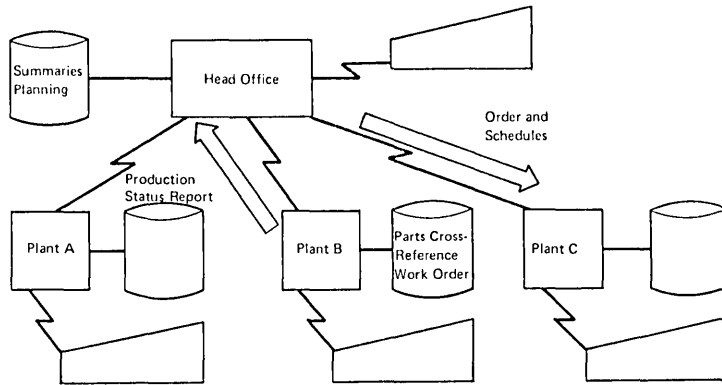 Summaries
Planning
Head Office
Order and
Schedules
Production
Status Report
Plant A
Plant B
Parts Cross-
Reference
Work Order
Plant C